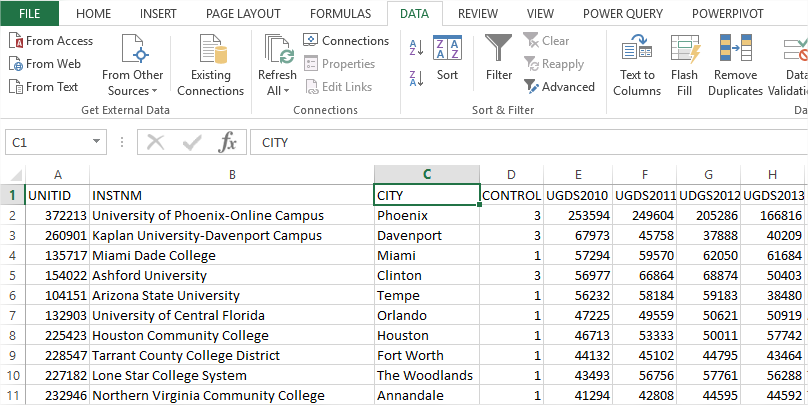 FILE HOME INSERT PAGE LAYOUT FORMULAS DATA REVIEW VIEW POWER QUERY POWERPIVOT
From Access
From Web
From Text
From Other
Sources
Existing
Connections
Get External Data
Refresh
All
Connections
Properties
Edit Links
Connections
Sort
Filter
Clear
Reapply
Advanced
Sort & Filter
Text to
Columns
Flash
Fill
Remove
Duplicates
Data
Validati
Da
C1 fx CITY
A B C D E F G H
1 UNITID INSTNM CITY CONTROL UGDS2010 UGDS2011 UDGS2012 UGDS2013
2 372213 University of Phoenix-Online Campus Phoenix 3 253594 249604 205286 166816
3 260901 Kaplan University-Davenport Campus Davenport 3 67973 45758 37888 40209
4 135717 Miami Dade College Miami 1 57294 59570 62050 61684
5 154022 Ashford University Clinton 3 56977 66864 68874 50403
6 104151 Arizona State University Tempe 1 56232 58184 59183 38480
7 132903 University of Central Florida Orlando 1 47225 49559 50621 50919
8 225423 Houston Community College Houston 1 46713 53333 50011 57742
9 228547 Tarrant County College District Fort Worth 1 44132 45102 44795 43464
10 227182 Lone Star College System The Woodlands 1 43493 56756 57761 56288
11 232946 Northern Virginia Community College Annandale 1 41294 42808 44595 44592